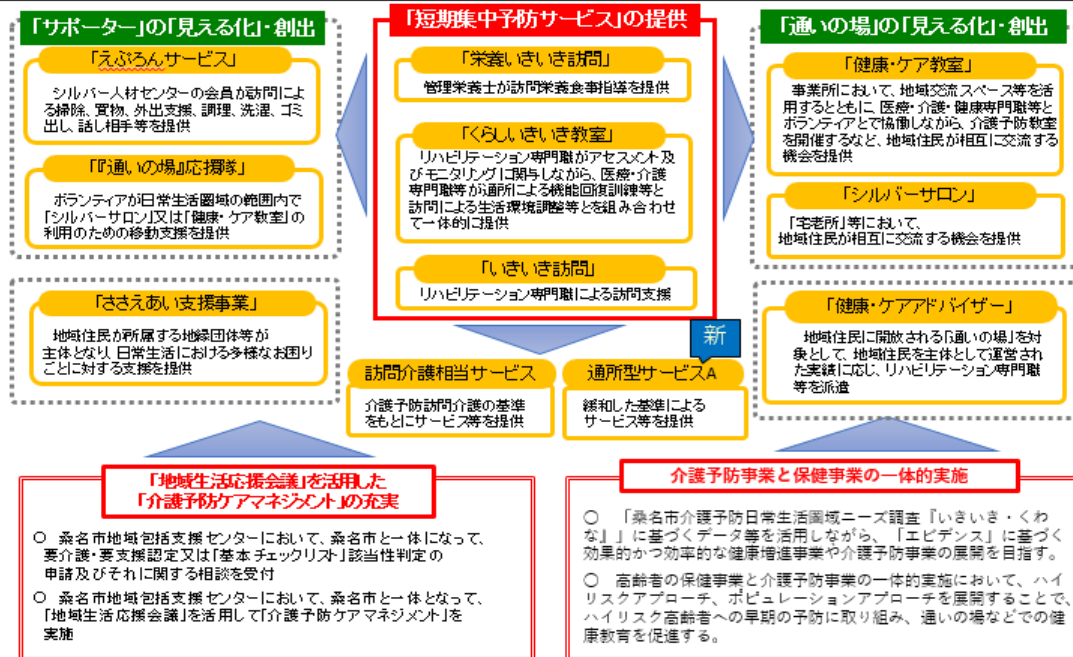 「サポーター」の「見える化」・創出
「えぷろんサービス」
シルバー人材センターの会員が訪問によ
る掃除、買物、外出支援、調理、洗濯、ゴミ
出し、話し相手等を提供
「『通いの場』応援隊」
ボランティアが日常生活圏域の範囲内で
「シルバーサロン」又は「健康・ケア教室」の
利用のための移動支援を提供
「ささえあい支援事業」
地域住民が所属する地縁団体等が
主体となり、日常生活における多様なお困り
ごとに対する支援を提供
「短期集中予防サービス」の提供
「栄養いきいき訪問」
管理栄養士が訪問栄養食事指導を提供
「くらしいきいき教室」
リハビリテーション専門職がアセスメント及
びモニタリングに関与しながら、医療・介護
専門職等が通所による機能回復訓練等と
訪問による生活環境調整等とを組み合わせ
て一体的に提供
「いきいき訪問」
リハビリテーション専門職による訪問支援
新
訪問介護相当サービス
介護予防訪問介護の基準
をもとにサービス等を提供
通所型サービスA
緩和した基準による
サービス等を提供
「通いの場」の「見える化」・創出
「健康・ケア教室」
事業所において、地域交流スペース等を活
用するとともに、医療・介護・健康専門職等と
ボランティアとで協働しながら、介護予防教室
を開催するなど、地域住民が相互に交流する
機会を提供
「シルバーサロン」
「宅老所」等において、
地域住民が相互に交流する機会を提供
「健康・ケアアドバイザー」
地域住民に開放される「通いの場」を対
象として、地域住民を主体として運営され
た実績に応じ、リハビリテーション専門職
等を派遣
「地域生活応援会議」を活用した
「介護予防ケアマネジメント」の充実
○ 桑名市地域包括支援センターにおいて、桑名市と一体になって、
要介護・要支援認定又は「基本チェックリスト」該当性判定の
申請及びそれに関する相談を受付
○ 桑名市地域包括支援センターにおいて、桑名市と一体となって、
「地域生活応援会議」を活用して「介護予防ケアマネジメント」を
実施
介護予防事業と保健事業の一体的実施
○ 「桑名市介護予防日常生活圏域ニーズ調査『いきいき・くわ
な』」に基づくデータ等を活用しながら、「エビデンス」に基づく
効果的かつ効率的な健康増進事業や介護予防事業の展開を目指す。
○ 高齢者の保健事業と介護予防事業の一体的実施において、ハイ
リスクアプローチ、ポピュレーションアプローチを展開することで、
ハイリスク高齢者への早期の予防に取り組み、通いの場などでの健
康教育を促進する。